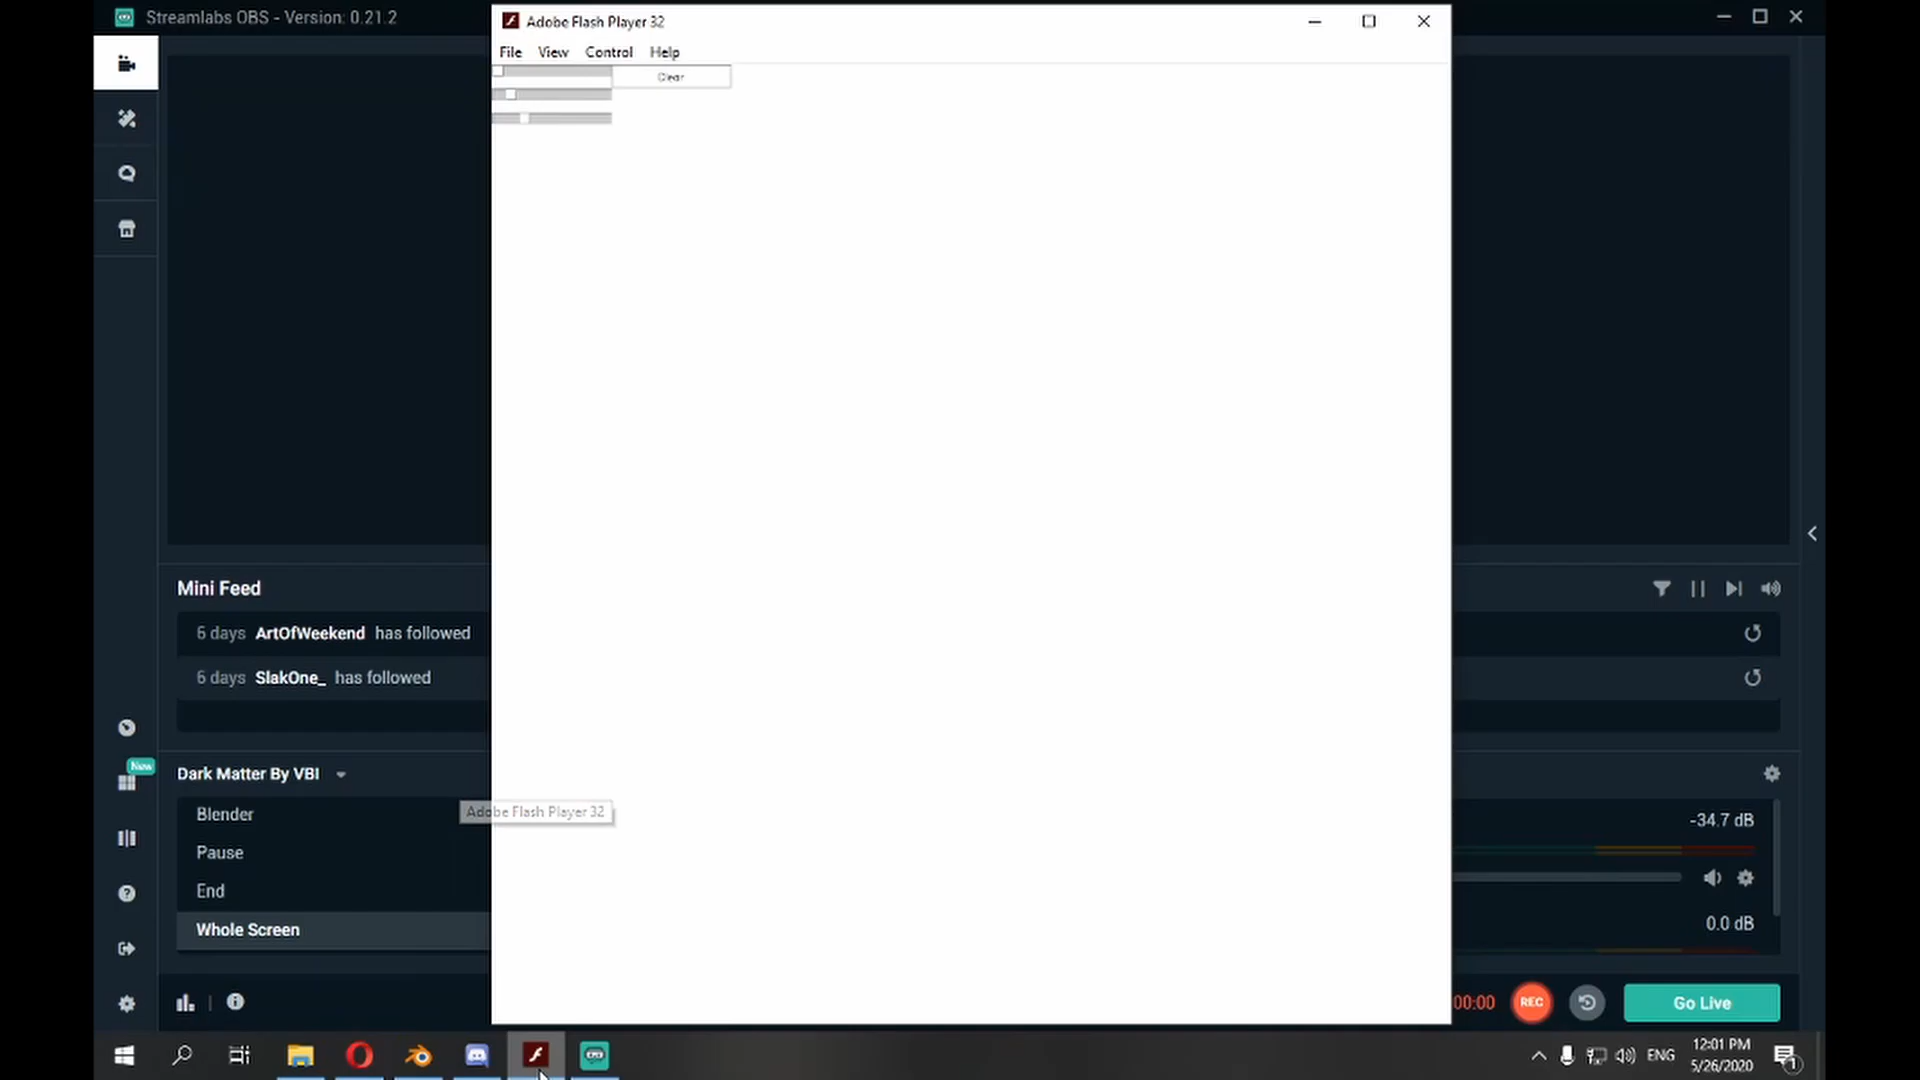 Streamlabs OBS - Version: 0.21.2
Adobe Flash Player 32
File View Control Help
Clear
Mini Feed
6 days ArtOfWeekend has followed
6 days SlakOne_ has followed
New
Dark Matter By VBI
Blender
Adobe Flash Player 32
-34.7 dB
Pause
End
0.0 dB
Whole Screen
00:00
REC
Go Live
ENG
12:01 PM
5/26/2020
1